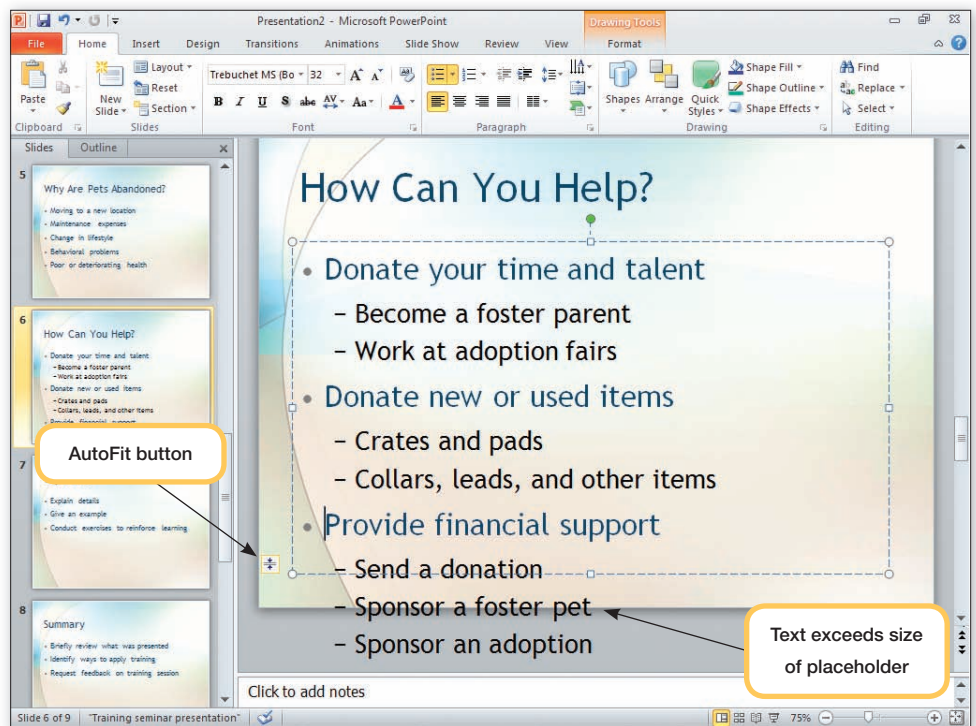 Presentation2 - Microsoft PowerPoint
Drawing Tools
File Home Insert Design Transitions Animations Slide Show Review View Format
Paste
Clipboard
New Slide
Layout
Reset
Section
Slides
Trebuchet MS (Bo 32 A A
B I U S abc AV Aa A
Font
Paragraph
Shapes Arrange Quick Styles
Shape Fill
Shape Outline
Shape Effects
Drawing
Find
Replace
Select
Editing
Slides Outline
5
Why Are Pets Abandoned?
• Moving to a new location
• Maintenance expenses
• Change in lifestyle
• Behavioral problems
• Poor or deteriorating health
6
How Can You Help?
• Donate your time and talent
– Become a foster parent
– Work at adoption fairs
• Donate new or used items
– Crates and pads
– Collars, leads, and other items
• Provide financial support
AutoFit button
7
• Explain details
• Give an example
• Conduct exercises to reinforce learning
8
Summary
• Briefly review what was presented
• Identify ways to apply training
• Request feedback on training session
How Can You Help?
• Donate your time and talent
– Become a foster parent
– Work at adoption fairs
• Donate new or used items
– Crates and pads
– Collars, leads, and other items
• Provide financial support
– Send a donation
– Sponsor a foster pet
– Sponsor an adoption
Text exceeds size
of placeholder
Click to add notes
Slide 6 of 9 "Training seminar presentation" 75%